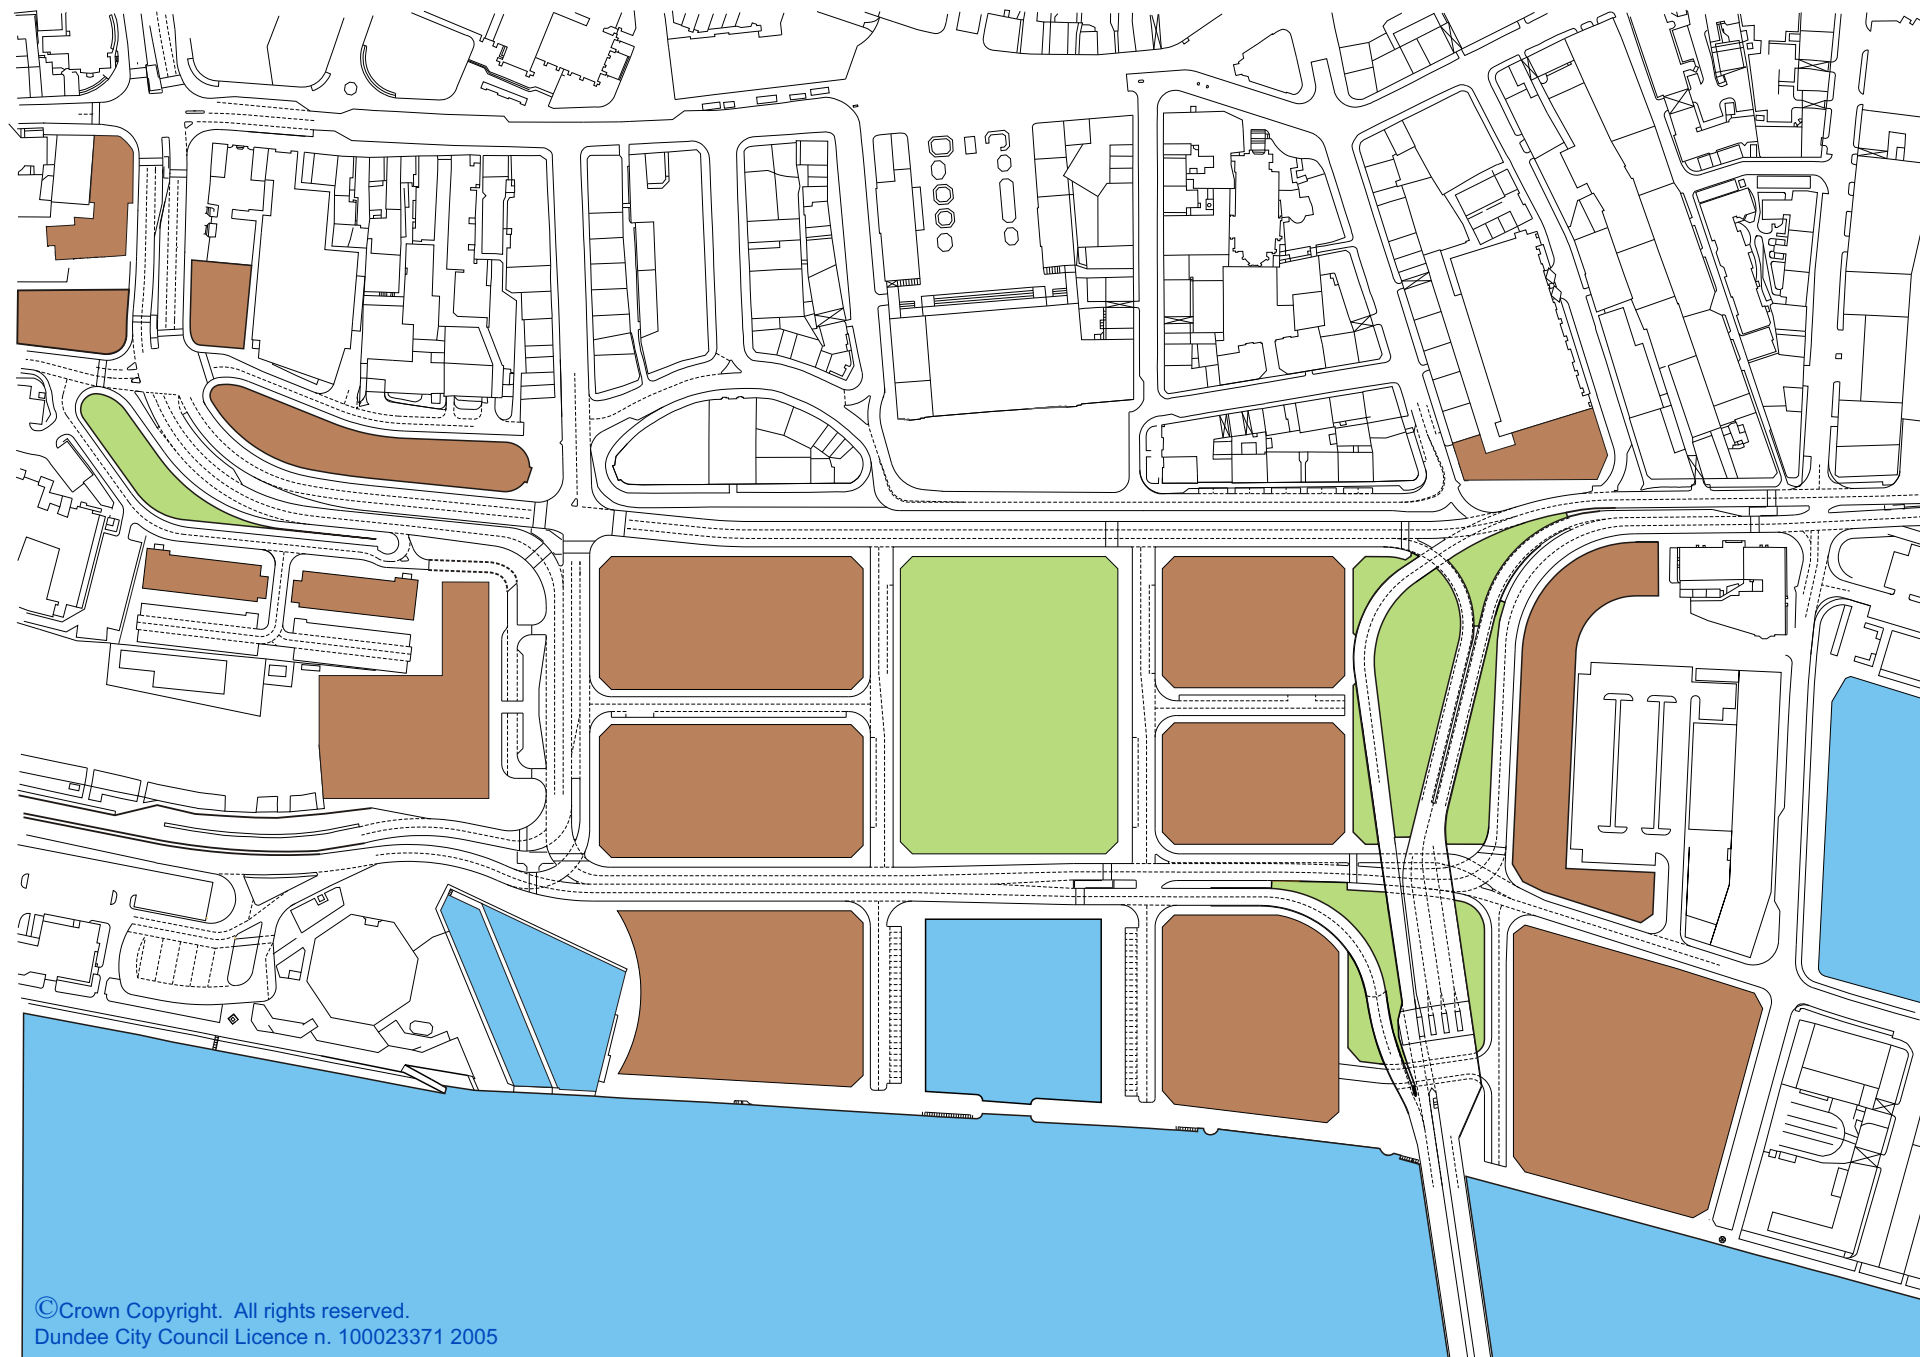 ©Crown Copyright.  All rights reserved.
Dundee City Council Licence n. 100023371 2005